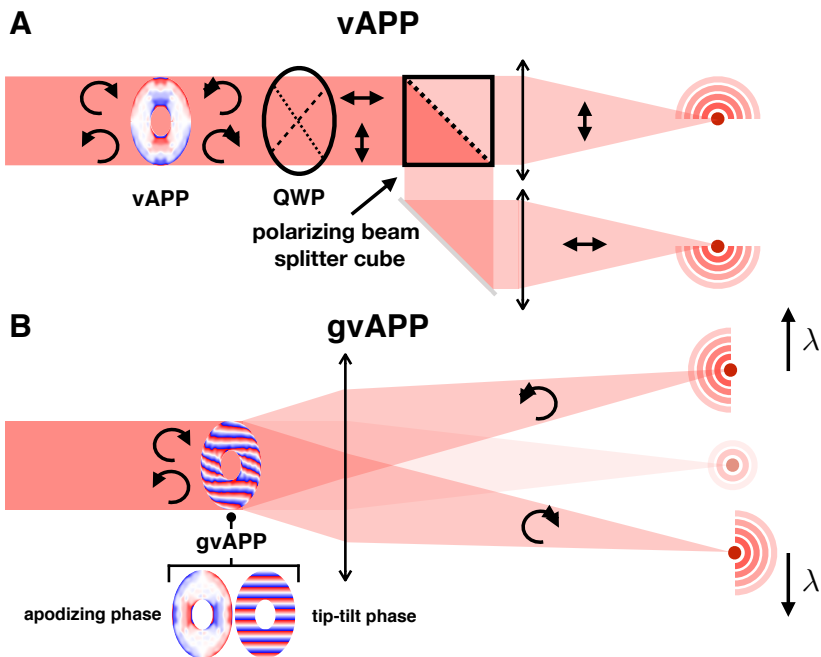 A
vAPP
vAPP
QWP
polarizing beam
splitter cube
B
gvAPP
λ
gvAPP
apodizing phase
tip-tilt phase
λ